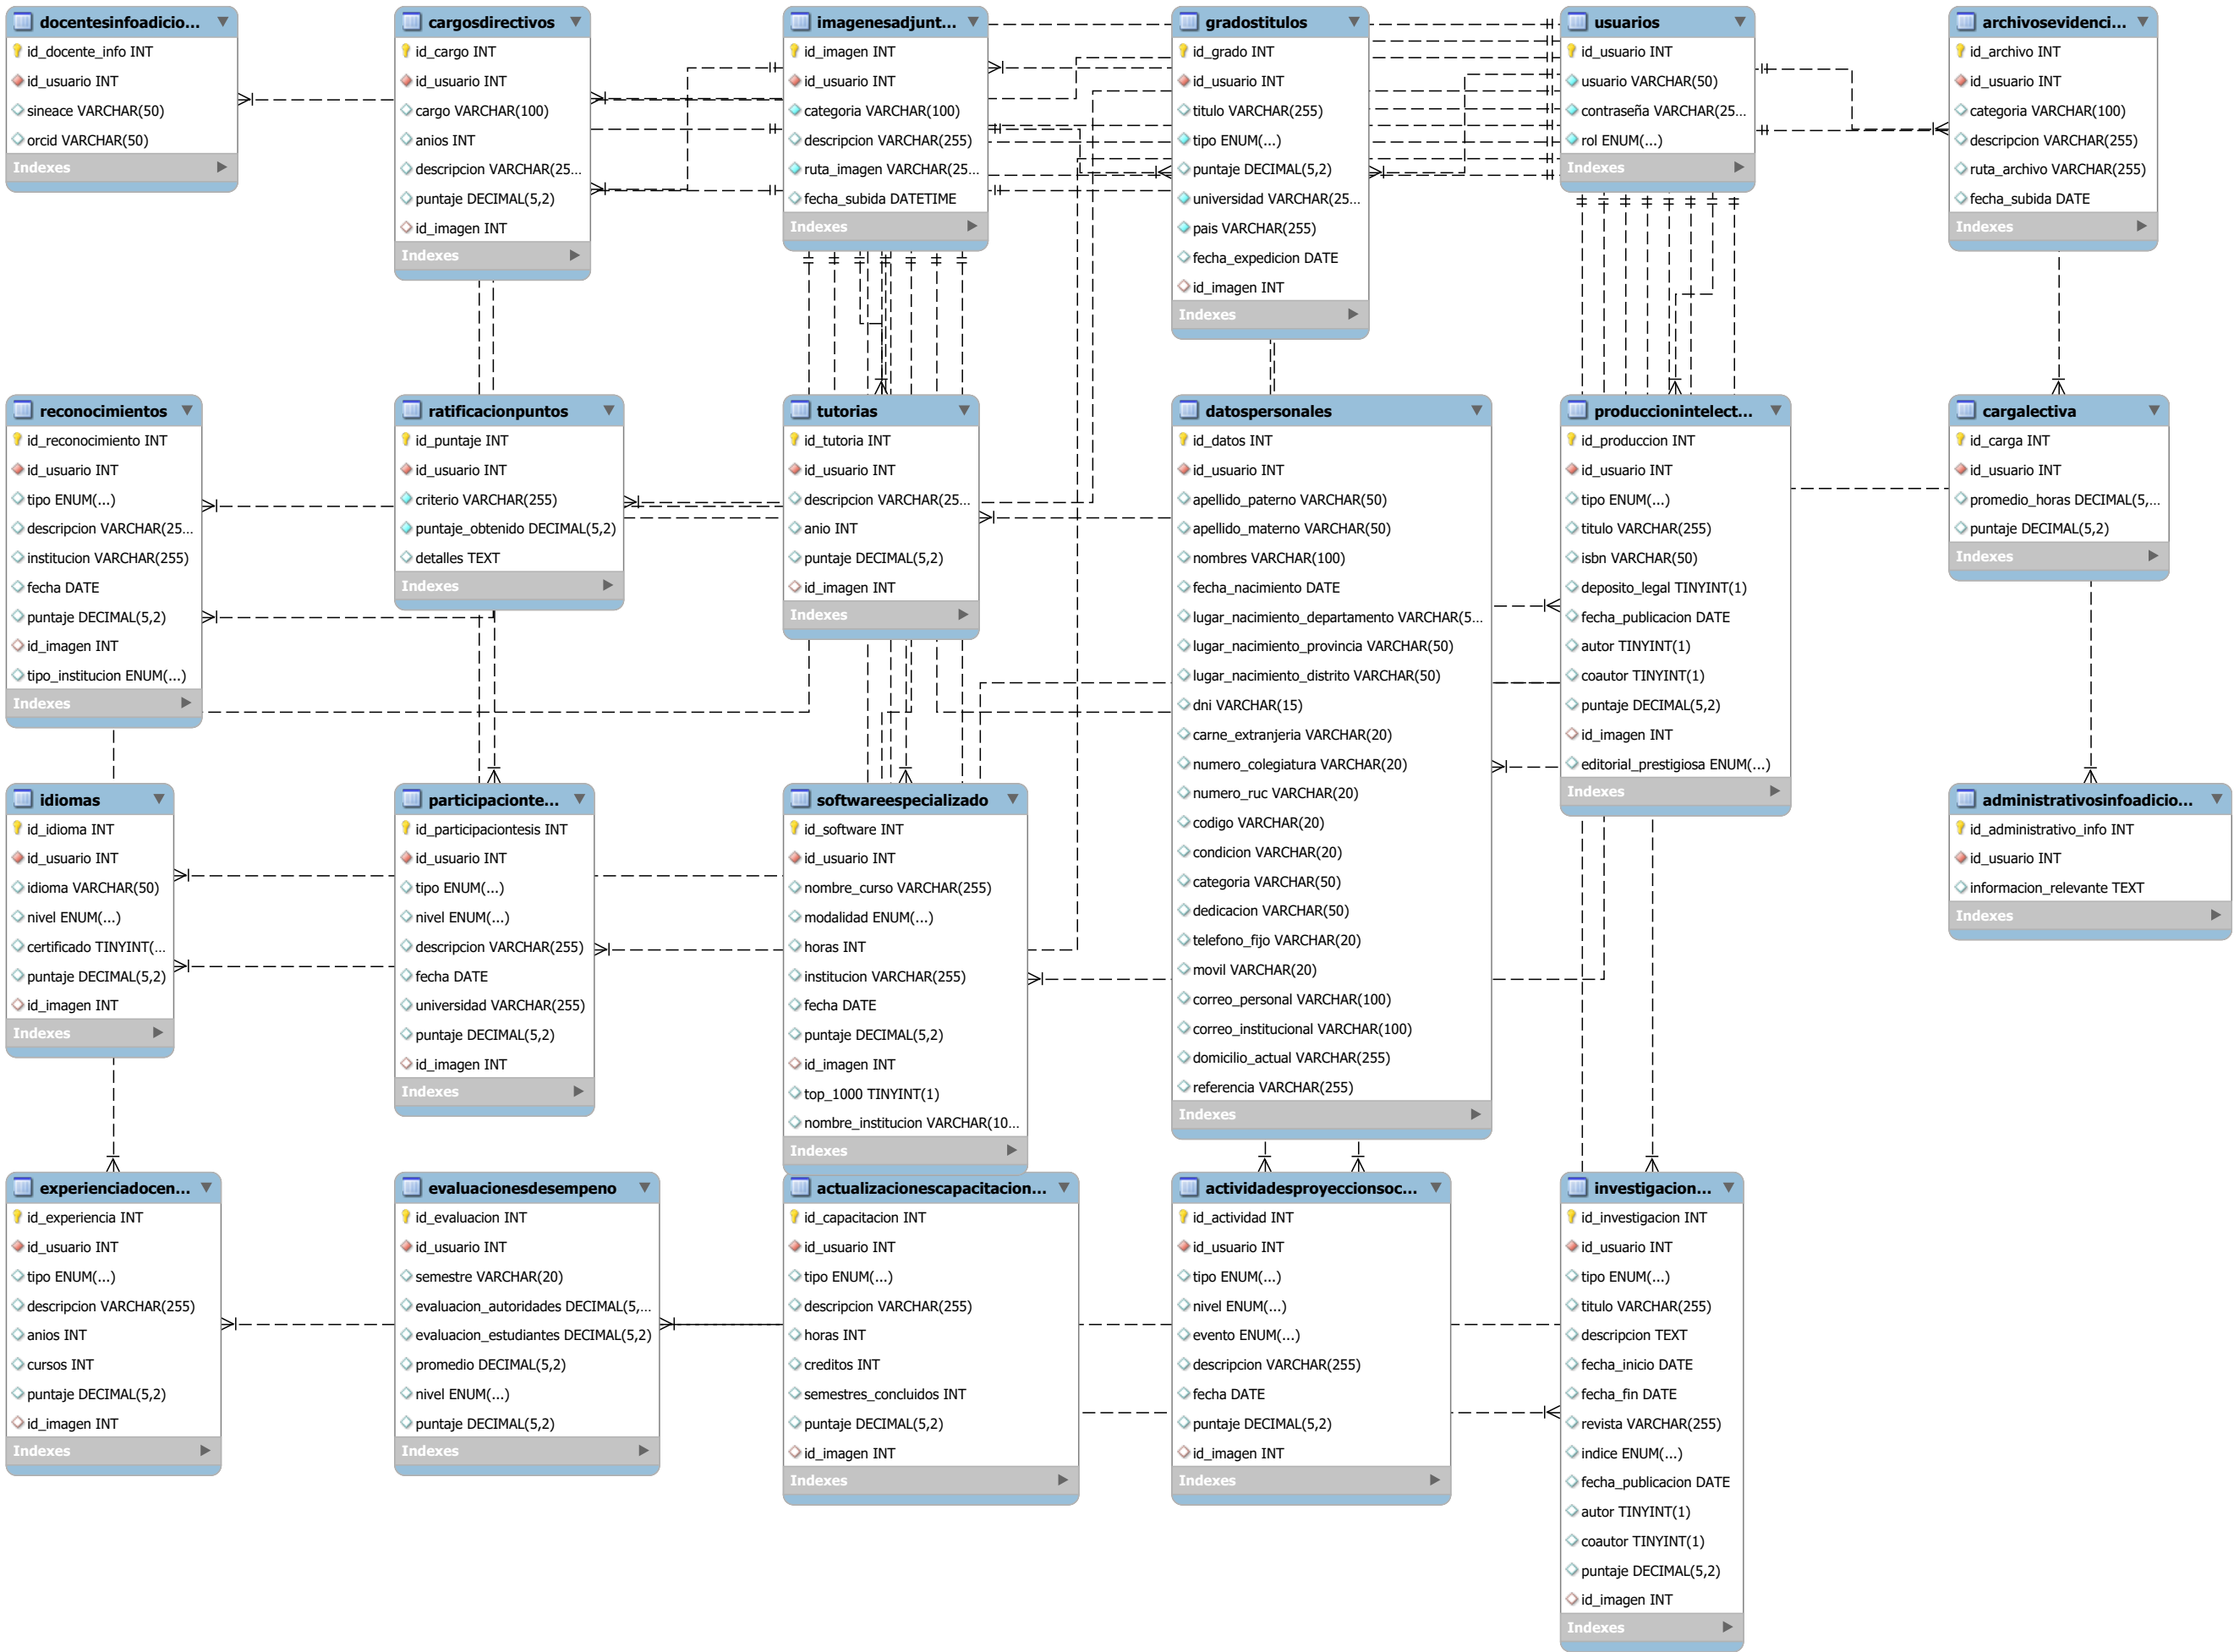 docentesinfoadicio...
id_docente_info INT
id_usuario INT
sineace VARCHAR(50)
orcid VARCHAR(50)
Indexes
cargosdirectivos
id_cargo INT
id_usuario INT
cargo VARCHAR(100)
anios INT
descripcion VARCHAR(25...
puntaje DECIMAL(5,2)
id_imagen INT
Indexes
imagenesadjunt...
id_imagen INT
id_usuario INT
categoria VARCHAR(100)
descripcion VARCHAR(255)
ruta_imagen VARCHAR(25...
fecha_subida DATETIME
Indexes
gradostitulos
id_grado INT
id_usuario INT
titulo VARCHAR(255)
tipo ENUM(...)
puntaje DECIMAL(5,2)
universidad VARCHAR(25...
pais VARCHAR(255)
fecha_expedicion DATE
id_imagen INT
Indexes
usuarios
id_usuario INT
usuario VARCHAR(50)
contraseña VARCHAR(25...
rol ENUM(...)
Indexes
archivosevidenci...
id_archivo INT
id_usuario INT
categoria VARCHAR(100)
descripcion VARCHAR(255)
ruta_archivo VARCHAR(255)
fecha_subida DATE
Indexes
reconocimientos
id_reconocimiento INT
id_usuario INT
tipo ENUM(...)
descripcion VARCHAR(25...
institucion VARCHAR(255)
fecha DATE
puntaje DECIMAL(5,2)
id_imagen INT
tipo_institucion ENUM(...)
Indexes
ratificacionpuntos
id_puntaje INT
id_usuario INT
criterio VARCHAR(255)
puntaje_obtenido DECIMAL(5,2)
detalles TEXT
Indexes
tutorias
id_tutoria INT
id_usuario INT
descripcion VARCHAR(25...
anio INT
puntaje DECIMAL(5,2)
id_imagen INT
Indexes
datospersonales
id_datos INT
id_usuario INT
apellido_paterno VARCHAR(50)
apellido_materno VARCHAR(50)
nombres VARCHAR(100)
fecha_nacimiento DATE
lugar_nacimiento_departamento VARCHAR(5...
lugar_nacimiento_provincia VARCHAR(50)
lugar_nacimiento_distrito VARCHAR(50)
dni VARCHAR(15)
carne_extranjeria VARCHAR(20)
numero_colegiatura VARCHAR(20)
numero_ruc VARCHAR(20)
codigo VARCHAR(20)
condicion VARCHAR(20)
categoria VARCHAR(50)
dedicacion VARCHAR(50)
telefono_fijo VARCHAR(20)
movil VARCHAR(20)
correo_personal VARCHAR(100)
correo_institucional VARCHAR(100)
domicilio_actual VARCHAR(255)
referencia VARCHAR(255)
Indexes
produccionintelect...
id_produccion INT
id_usuario INT
tipo ENUM(...)
titulo VARCHAR(255)
isbn VARCHAR(50)
deposito_legal TINYINT(1)
fecha_publicacion DATE
autor TINYINT(1)
coautor TINYINT(1)
puntaje DECIMAL(5,2)
id_imagen INT
editorial_prestigiosa ENUM(...)
Indexes
cargalectiva
id_carga INT
id_usuario INT
promedio_horas DECIMAL(5,...
puntaje DECIMAL(5,2)
Indexes
idiomas
id_idioma INT
id_usuario INT
idioma VARCHAR(50)
nivel ENUM(...)
certificado TINYINT(...
puntaje DECIMAL(5,2)
id_imagen INT
Indexes
participacionte...
id_participaciontesis INT
id_usuario INT
tipo ENUM(...)
nivel ENUM(...)
descripcion VARCHAR(255)
fecha DATE
universidad VARCHAR(255)
puntaje DECIMAL(5,2)
id_imagen INT
Indexes
softwareespecializado
id_software INT
id_usuario INT
nombre_curso VARCHAR(255)
modalidad ENUM(...)
horas INT
institucion VARCHAR(255)
fecha DATE
puntaje DECIMAL(5,2)
id_imagen INT
top_1000 TINYINT(1)
nombre_institucion VARCHAR(10...
Indexes
administrativosinfoadicio...
id_administrativo_info INT
id_usuario INT
informacion_relevante TEXT
Indexes
experienciadocen...
id_experiencia INT
id_usuario INT
tipo ENUM(...)
descripcion VARCHAR(255)
anios INT
cursos INT
puntaje DECIMAL(5,2)
id_imagen INT
Indexes
evaluacionesdesempeno
id_evaluacion INT
id_usuario INT
semestre VARCHAR(20)
evaluacion_autoridades DECIMAL(5,...
evaluacion_estudiantes DECIMAL(5,2)
promedio DECIMAL(5,2)
nivel ENUM(...)
puntaje DECIMAL(5,2)
Indexes
actualizacionescapacitacion...
id_capacitacion INT
id_usuario INT
tipo ENUM(...)
descripcion VARCHAR(255)
horas INT
creditos INT
semestres_concluidos INT
puntaje DECIMAL(5,2)
id_imagen INT
Indexes
actividadesproyeccionsoc...
id_actividad INT
id_usuario INT
tipo ENUM(...)
nivel ENUM(...)
evento ENUM(...)
descripcion VARCHAR(255)
fecha DATE
puntaje DECIMAL(5,2)
id_imagen INT
Indexes
investigacion...
id_investigacion INT
id_usuario INT
tipo ENUM(...)
titulo VARCHAR(255)
descripcion TEXT
fecha_inicio DATE
fecha_fin DATE
revista VARCHAR(255)
indice ENUM(...)
fecha_publicacion DATE
autor TINYINT(1)
coautor TINYINT(1)
puntaje DECIMAL(5,2)
id_imagen INT
Indexes